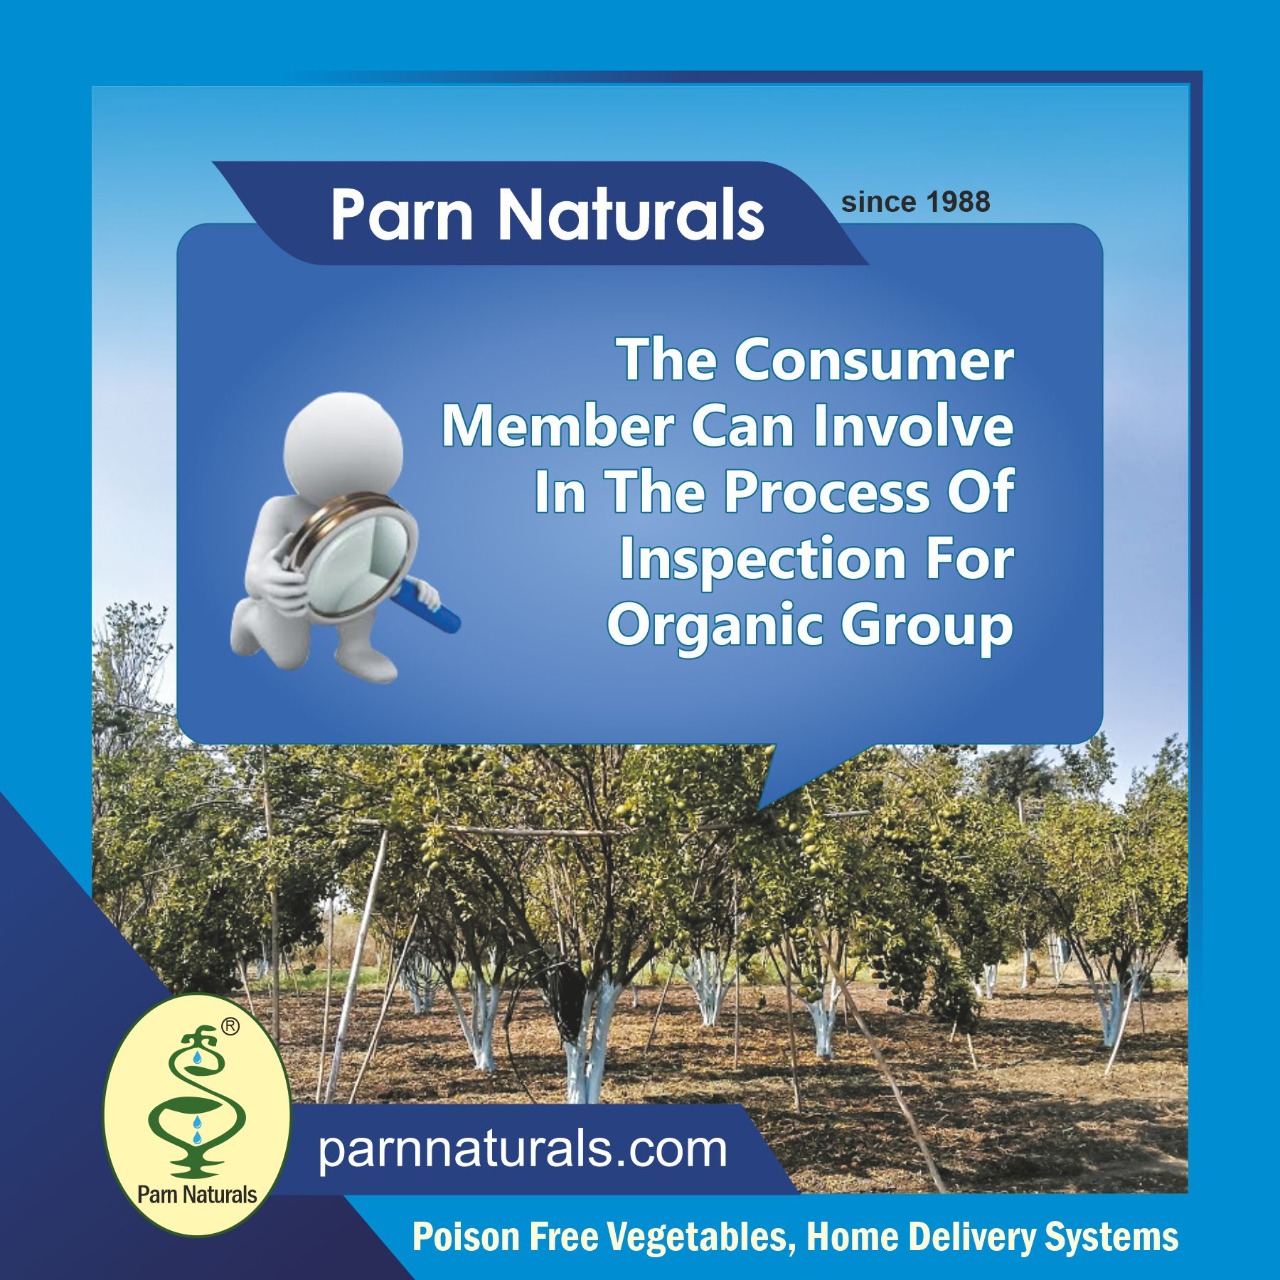 Parn Naturals
since 1988
The Consumer
Member Can Involve
In The Process Of
Inspection For
Organic Group
®
Parn Naturals
parnnaturals.com
Poison Free Vegetables, Home Delivery Systems